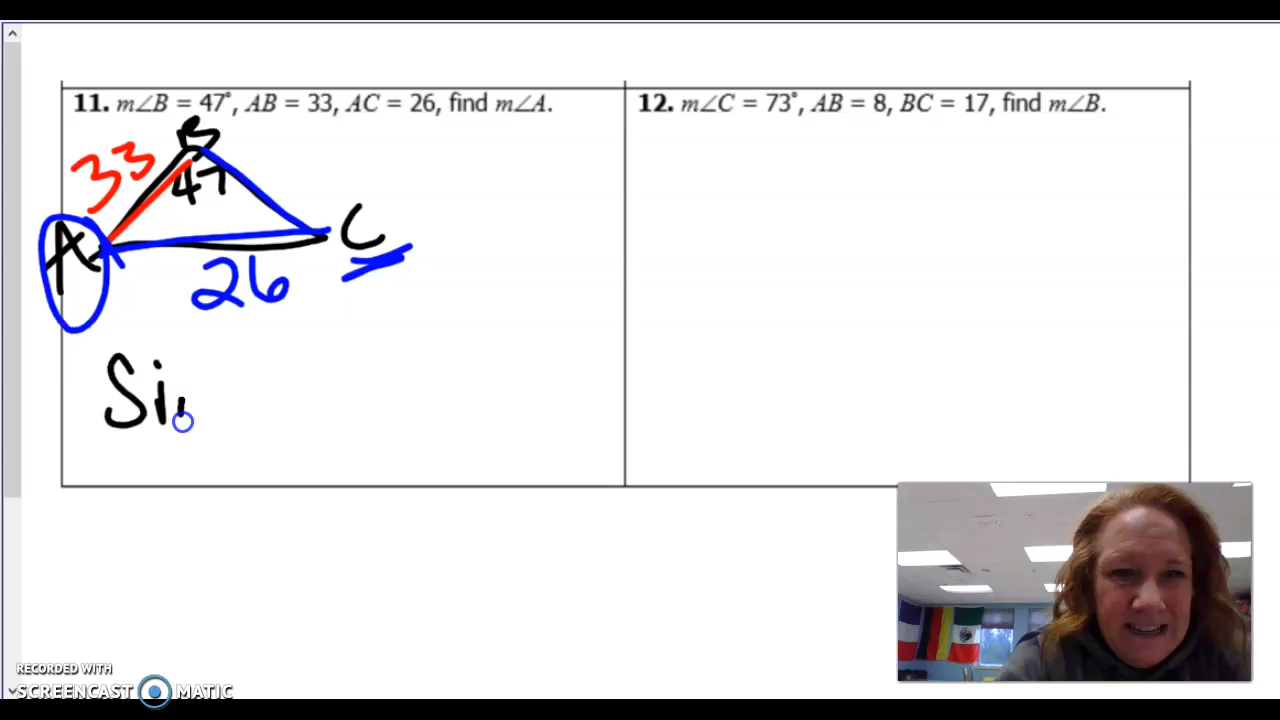 11. m∠B = 47°, AB = 33, AC = 26, find m∠A.
12. m∠C = 73°, AB = 8, BC = 17, find m∠B.
B
33
47
A
C
26
Sin
RECORDED WITH
SCREENCAST MATIC